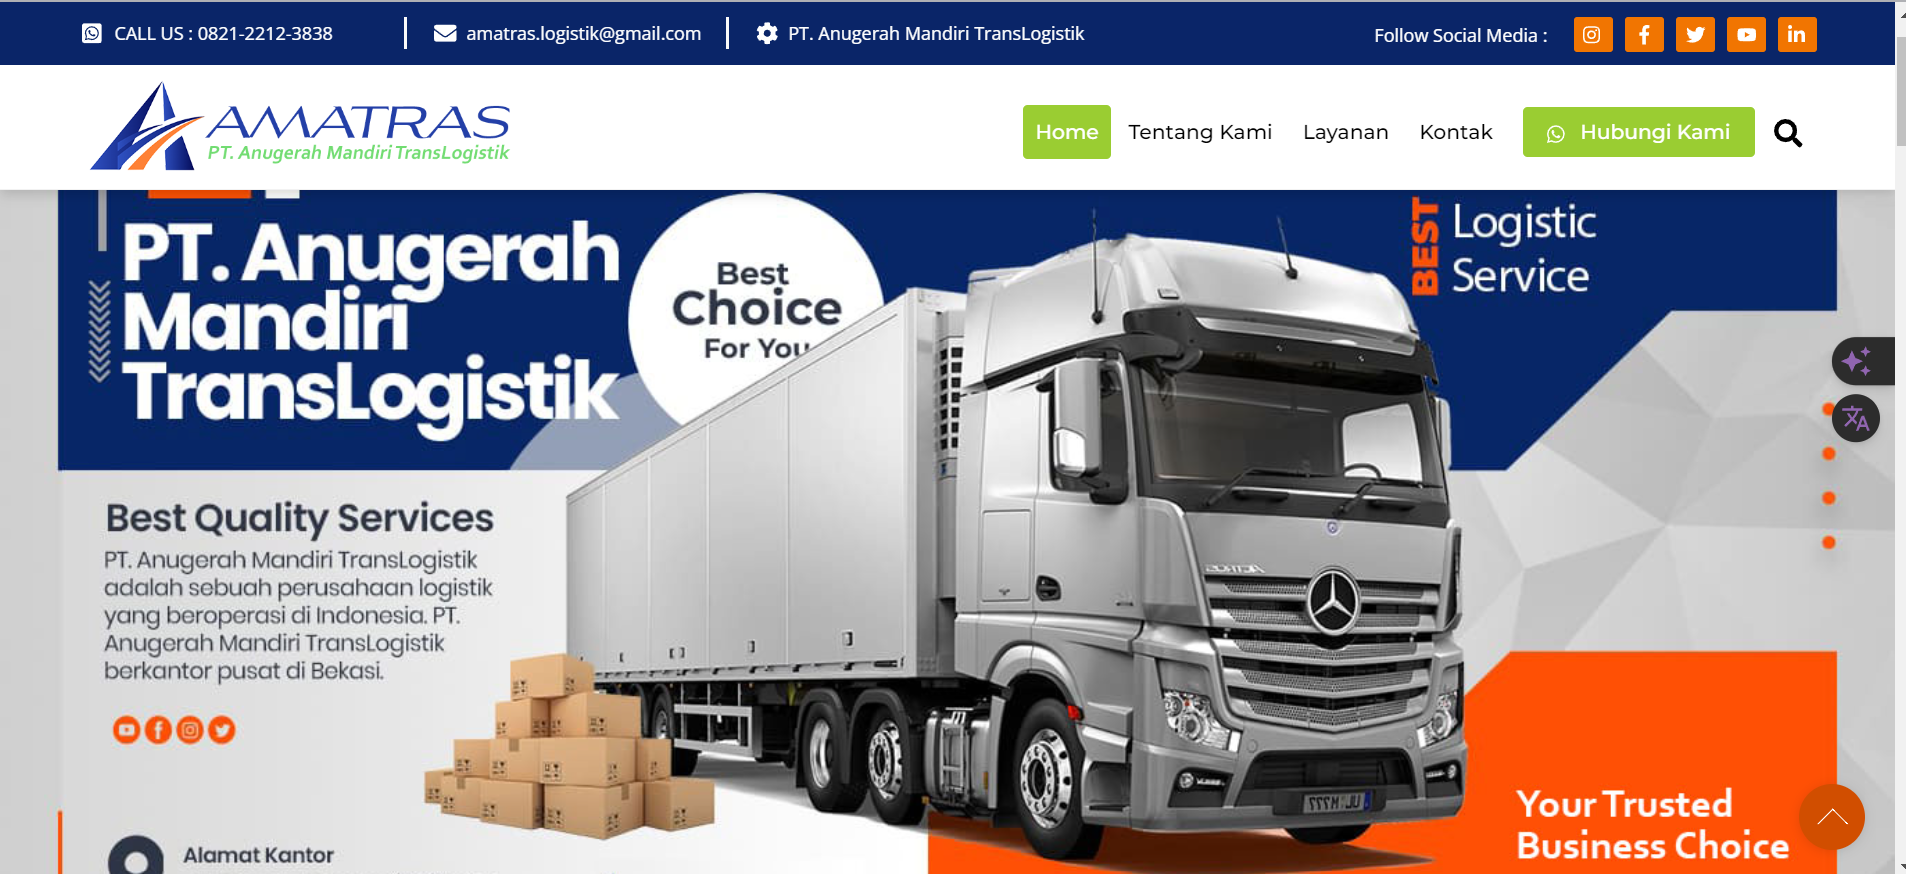 CALL US : 0821-2212-3838
amatras.logistik@gmail.com
PT. Anugerah Mandiri TransLogistik
Follow Social Media :
AMATRAS
PT. Anugerah Mandiri TransLogistik
Home
Tentang Kami
Layanan
Kontak
Hubungi Kami
PT. Anugerah
Mandiri
TransLogistik
Best
Choice
For You
BEST
Logistic
Service
Best Quality Services
PT. Anugerah Mandiri TransLogistik
adalah sebuah perusahaan logistik
yang beroperasi di Indonesia. PT.
Anugerah Mandiri TransLogistik
berkantor pusat di Bekasi.
Alamat Kantor
Your Trusted
Business Choice